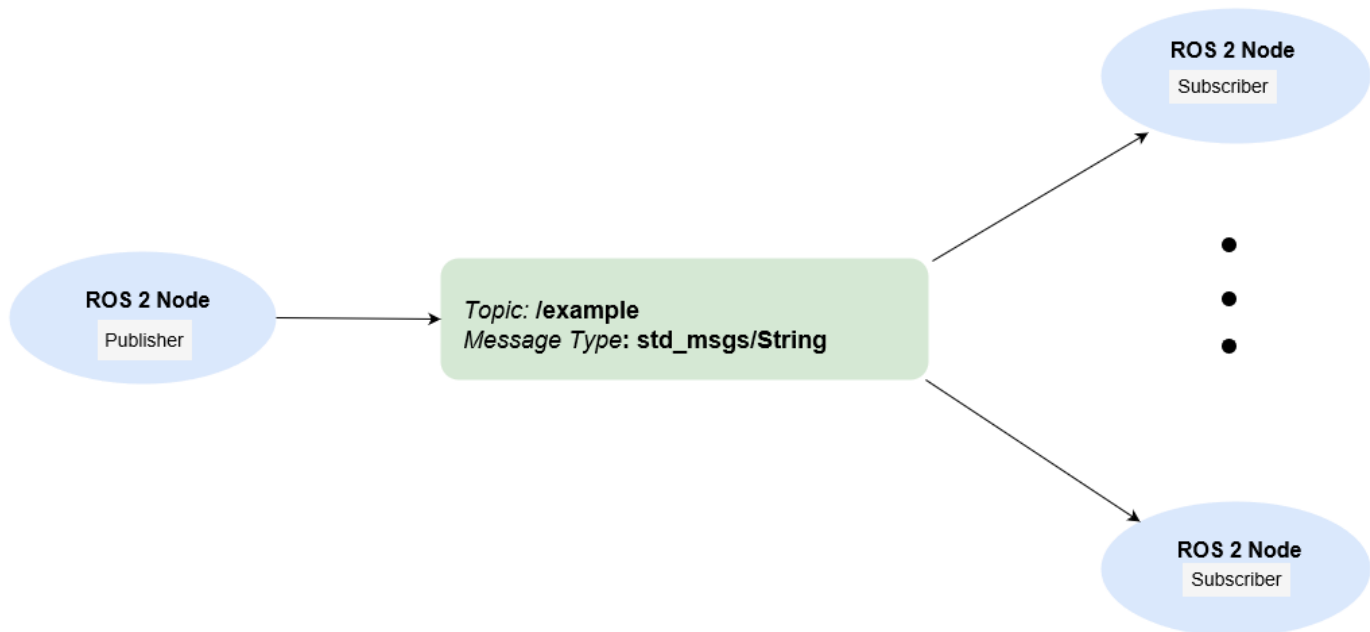 ROS 2 Node
Subscriber
ROS 2 Node
Publisher
Topic: /example
Message Type: std_msgs/String
ROS 2 Node
Subscriber